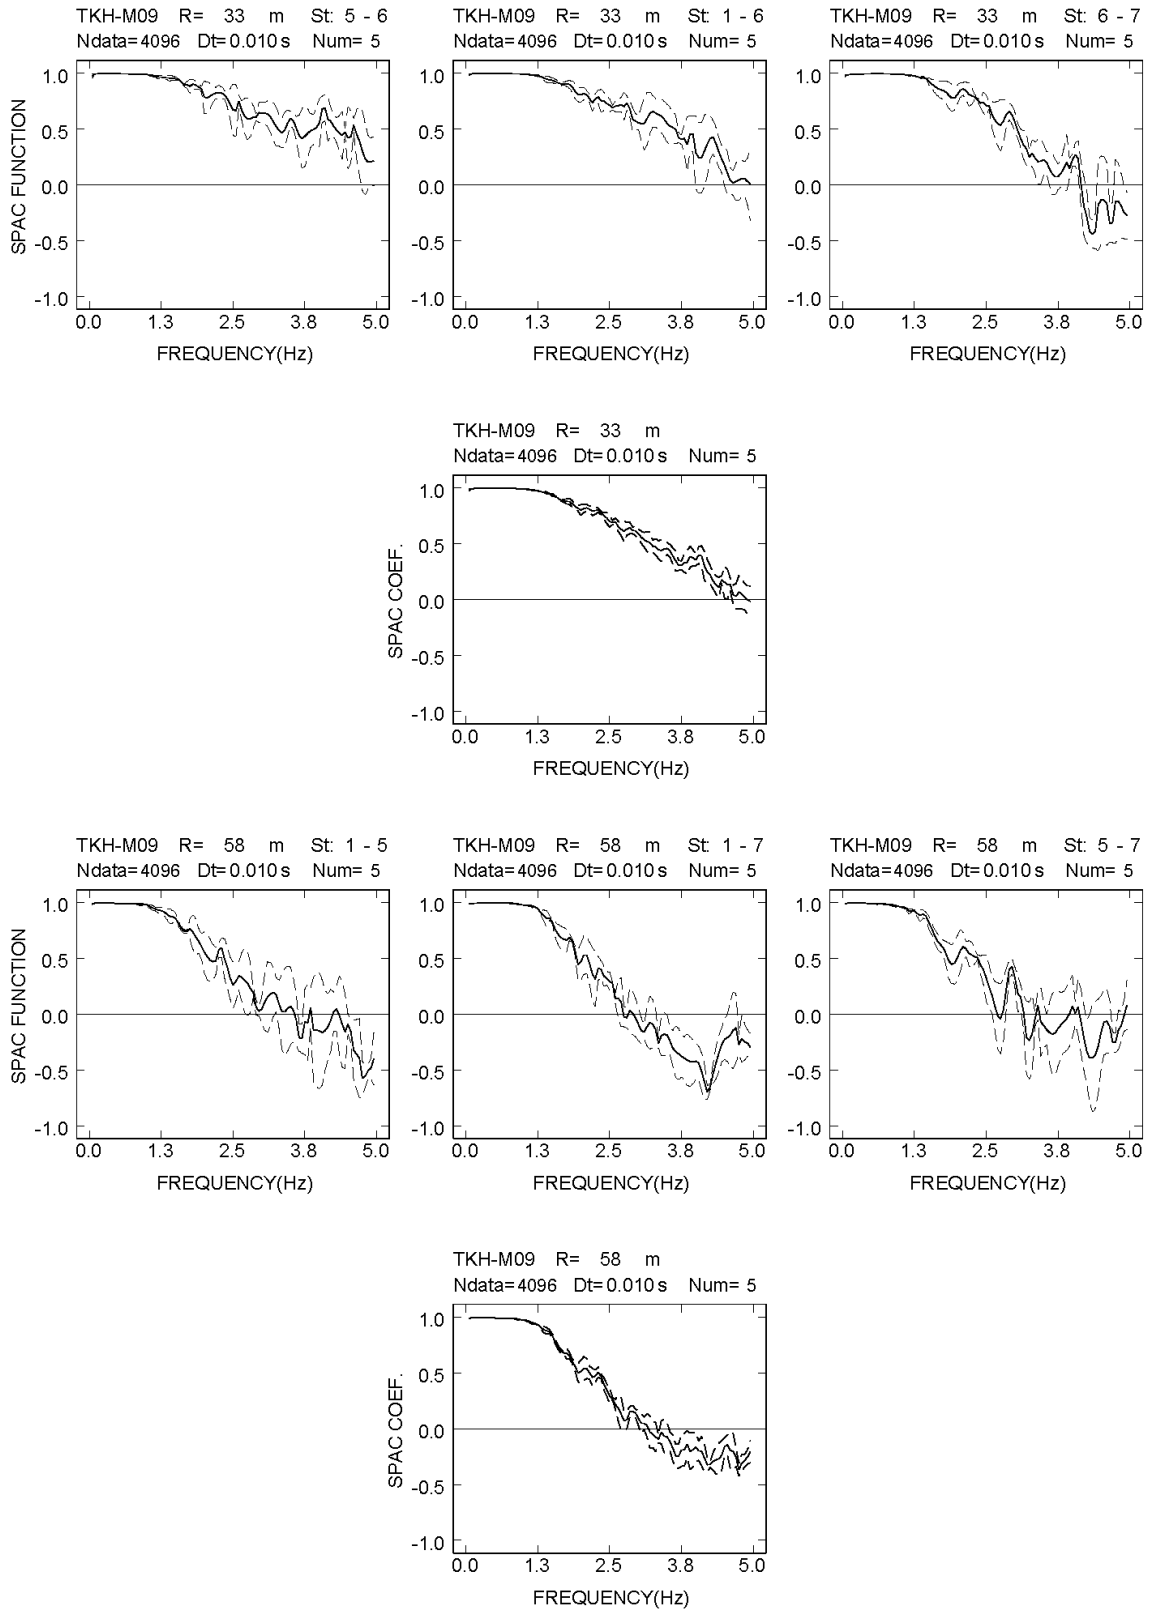 TKH-M09 R= 33 m St: 5 - 6
Ndata=4096 Dt=0.010 s Num= 5
TKH-M09 R= 33 m St: 1 - 6
Ndata=4096 Dt=0.010 s Num= 5
TKH-M09 R= 33 m St: 6 - 7
Ndata=4096 Dt=0.010 s Num= 5
SPAC FUNCTION
1.0
0.5
0.0
-0.5
-1.0
0.0 1.3 2.5 3.8 5.0
FREQUENCY(Hz)
1.0
0.5
0.0
-0.5
-1.0
0.0 1.3 2.5 3.8 5.0
FREQUENCY(Hz)
1.0
0.5
0.0
-0.5
-1.0
0.0 1.3 2.5 3.8 5.0
FREQUENCY(Hz)
TKH-M09 R= 33 m
Ndata=4096 Dt=0.010 s Num= 5
SPAC COEF.
1.0
0.5
0.0
-0.5
-1.0
0.0 1.3 2.5 3.8 5.0
FREQUENCY(Hz)
TKH-M09 R= 58 m St: 1 - 5
Ndata=4096 Dt=0.010 s Num= 5
TKH-M09 R= 58 m St: 1 - 7
Ndata=4096 Dt=0.010 s Num= 5
TKH-M09 R= 58 m St: 5 - 7
Ndata=4096 Dt=0.010 s Num= 5
SPAC FUNCTION
1.0
0.5
0.0
-0.5
-1.0
0.0 1.3 2.5 3.8 5.0
FREQUENCY(Hz)
1.0
0.5
0.0
-0.5
-1.0
0.0 1.3 2.5 3.8 5.0
FREQUENCY(Hz)
1.0
0.5
0.0
-0.5
-1.0
0.0 1.3 2.5 3.8 5.0
FREQUENCY(Hz)
TKH-M09 R= 58 m
Ndata=4096 Dt=0.010 s Num= 5
SPAC COEF.
1.0
0.5
0.0
-0.5
-1.0
0.0 1.3 2.5 3.8 5.0
FREQUENCY(Hz)